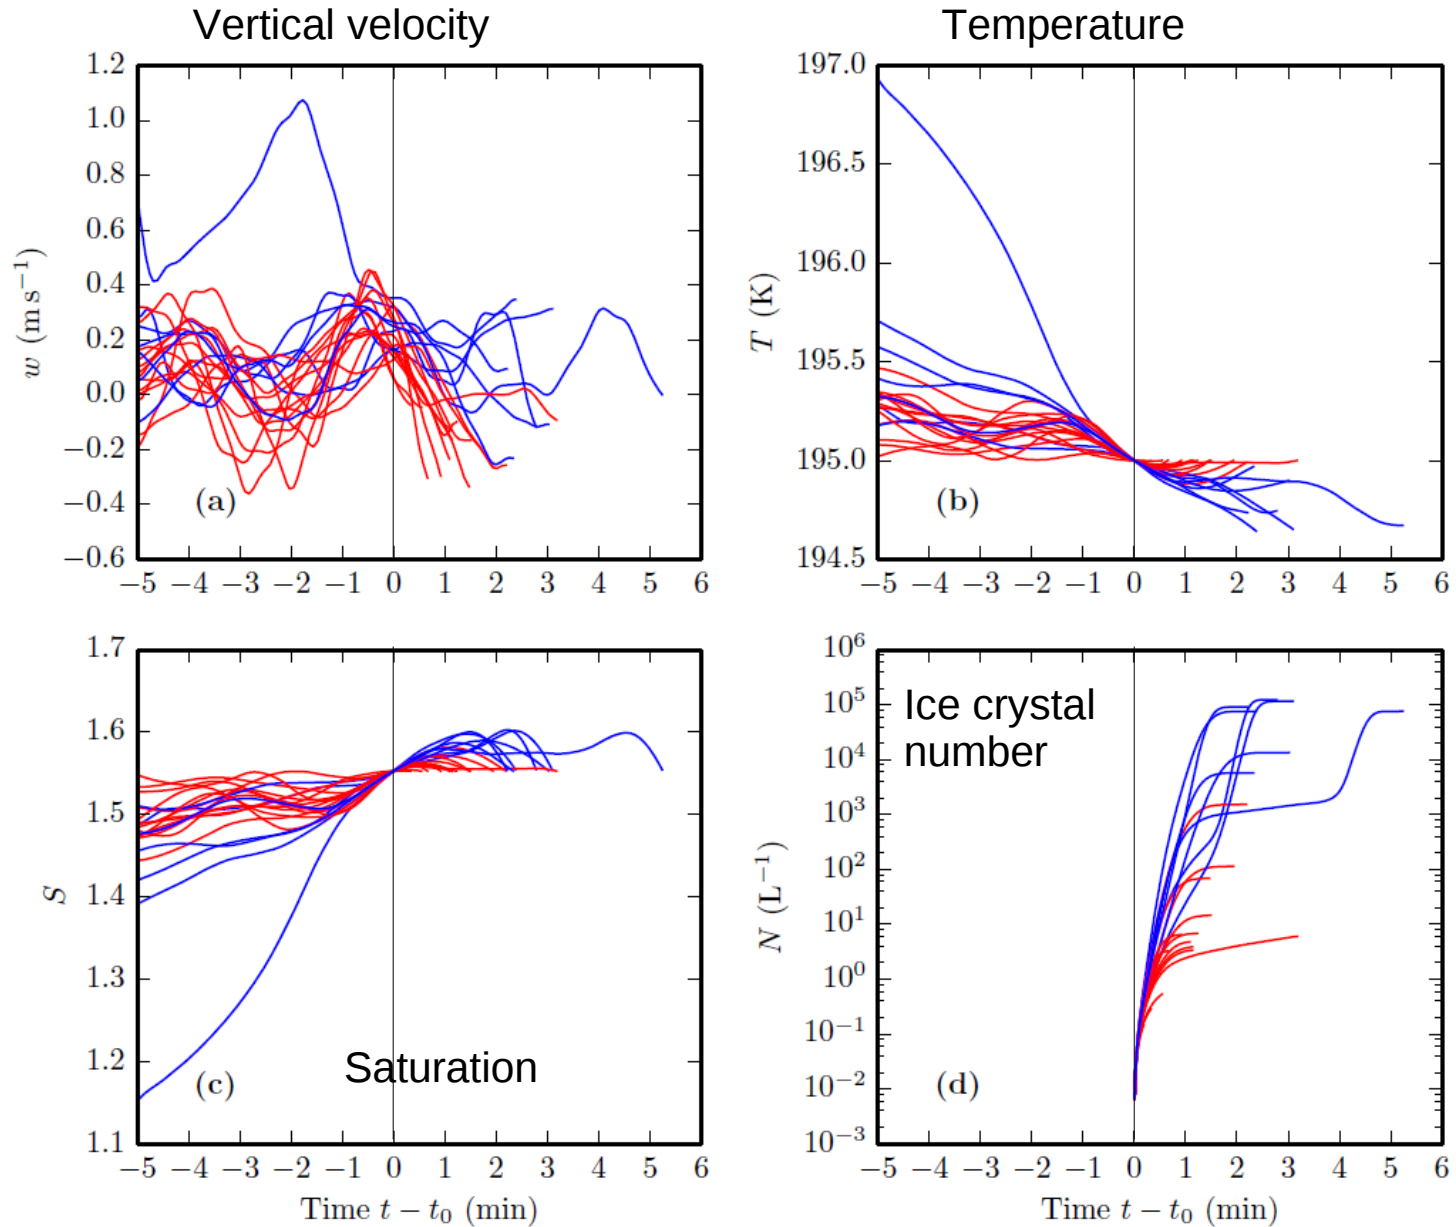 Vertical velocity
Temperature
1.2
1.0
0.8
0.6
0.4
0.2
0.0
−0.2
−0.4
−0.6
w (m s⁻¹)
(a)
−5 −4 −3 −2 −1 0 1 2 3 4 5 6
197.0
196.5
196.0
195.5
195.0
194.5
T (K)
(b)
−5 −4 −3 −2 −1 0 1 2 3 4 5 6
1.7
1.6
1.5
1.4
1.3
1.2
1.1
S
(c)
Saturation
−5 −4 −3 −2 −1 0 1 2 3 4 5 6
Time t − t₀ (min)
10⁶
10⁵
10⁴
10³
10²
10¹
10⁰
10⁻¹
10⁻²
10⁻³
N (L⁻¹)
Ice crystal
number
(d)
−5 −4 −3 −2 −1 0 1 2 3 4 5 6
Time t − t₀ (min)